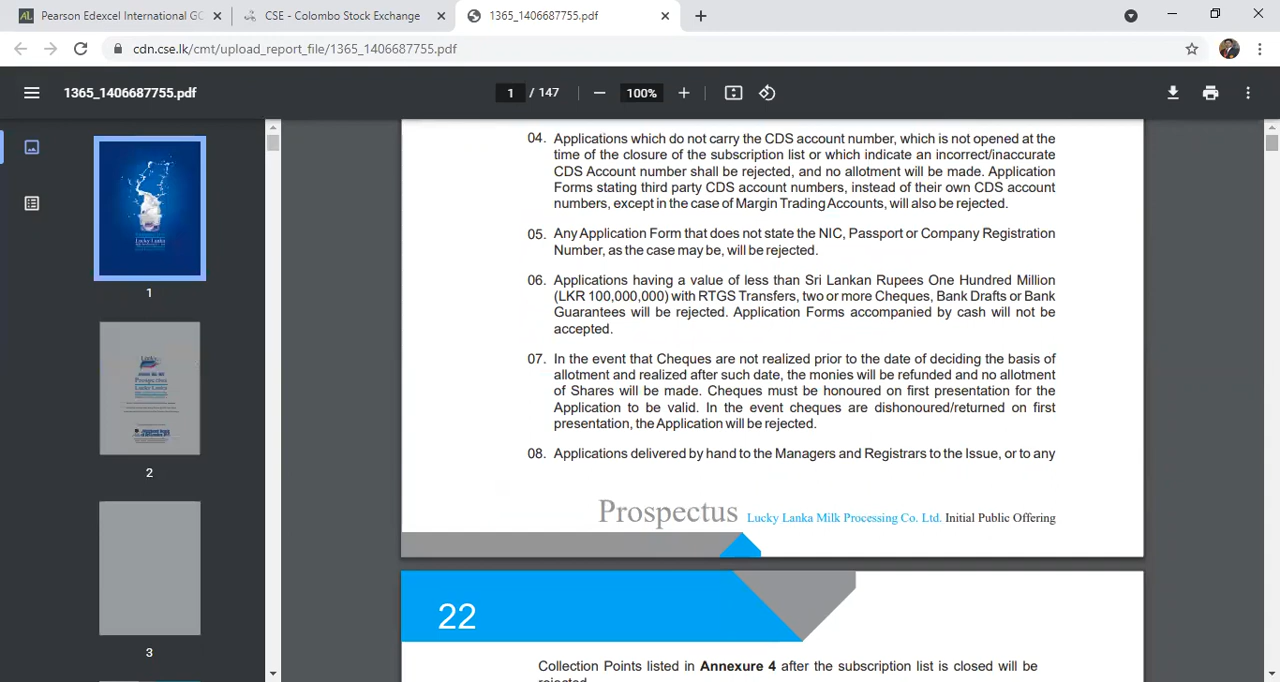 Pearson Edexcel International GC
CSE - Colombo Stock Exchange
1365_1406687755.pdf
cdn.cse.lk/cmt/upload_report_file/1365_1406687755.pdf
1365_1406687755.pdf
1 / 147
100%
04. Applications which do not carry the CDS account number, which is not opened at the
time of the closure of the subscription list or which indicate an incorrect/inaccurate
CDS Account number shall be rejected, and no allotment will be made. Application
Forms stating third party CDS account numbers, instead of their own CDS account
numbers, except in the case of Margin Trading Accounts, will also be rejected.
05. Any Application Form that does not state the NIC, Passport or Company Registration
Number, as the case may be, will be rejected.
06. Applications having a value of less than Sri Lankan Rupees One Hundred Million
(LKR 100,000,000) with RTGS Transfers, two or more Cheques, Bank Drafts or Bank
Guarantees will be rejected. Application Forms accompanied by cash will not be
accepted.
07. In the event that Cheques are not realized prior to the date of deciding the basis of
allotment and realized after such date, the monies will be refunded and no allotment
of Shares will be made. Cheques must be honoured on first presentation for the
Application to be valid. In the event cheques are dishonoured/returned on first
presentation, the Application will be rejected.
08. Applications delivered by hand to the Managers and Registrars to the Issue, or to any
Prospectus Lucky Lanka Milk Processing Co. Ltd. Initial Public Offering
22
Collection Points listed in Annexure 4 after the subscription list is closed will be
rejected
Lucky Lanka
1
Lucky
Prospectus
Lucky Lanka
2
3